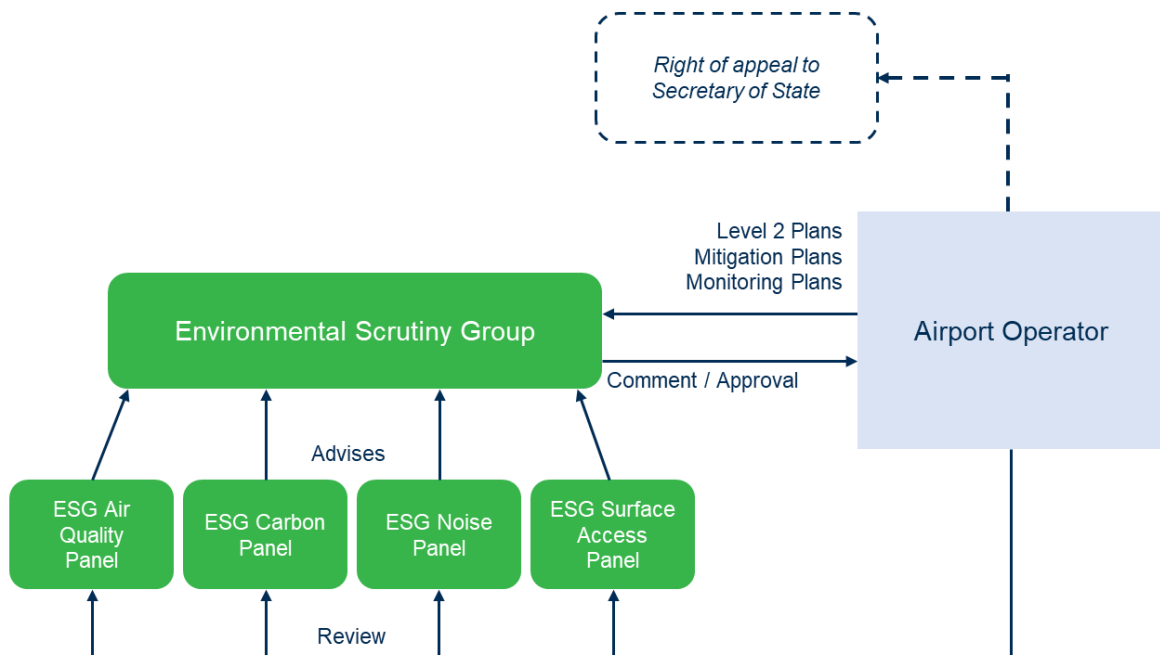 Right of appeal to
Secretary of State
Level 2 Plans
Mitigation Plans
Monitoring Plans
Environmental Scrutiny Group
Airport Operator
Comment / Approval
Advises
ESG Air
Quality
Panel
ESG Carbon
Panel
ESG Noise
Panel
ESG Surface
Access
Panel
Review